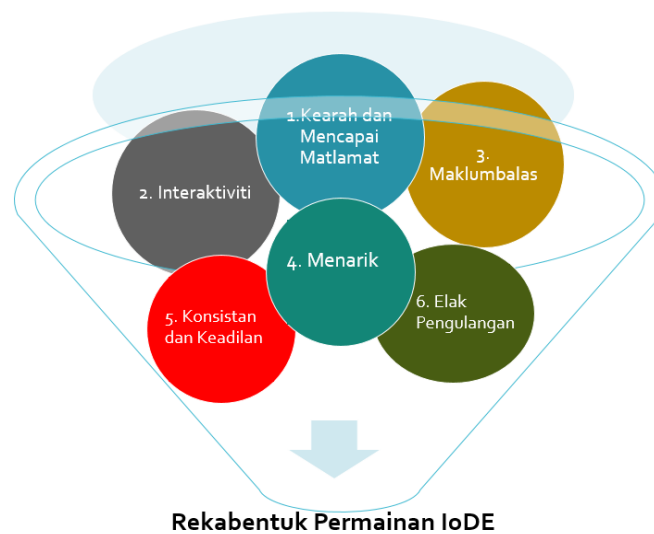 1.Kearah dan
Mencapai
Matlamat
2. Interaktiviti
3.
Maklumbalas
4. Menarik
5. Konsistan
dan Keadilan
6. Elak
Pengulangan
Rekabentuk Permainan IoDE